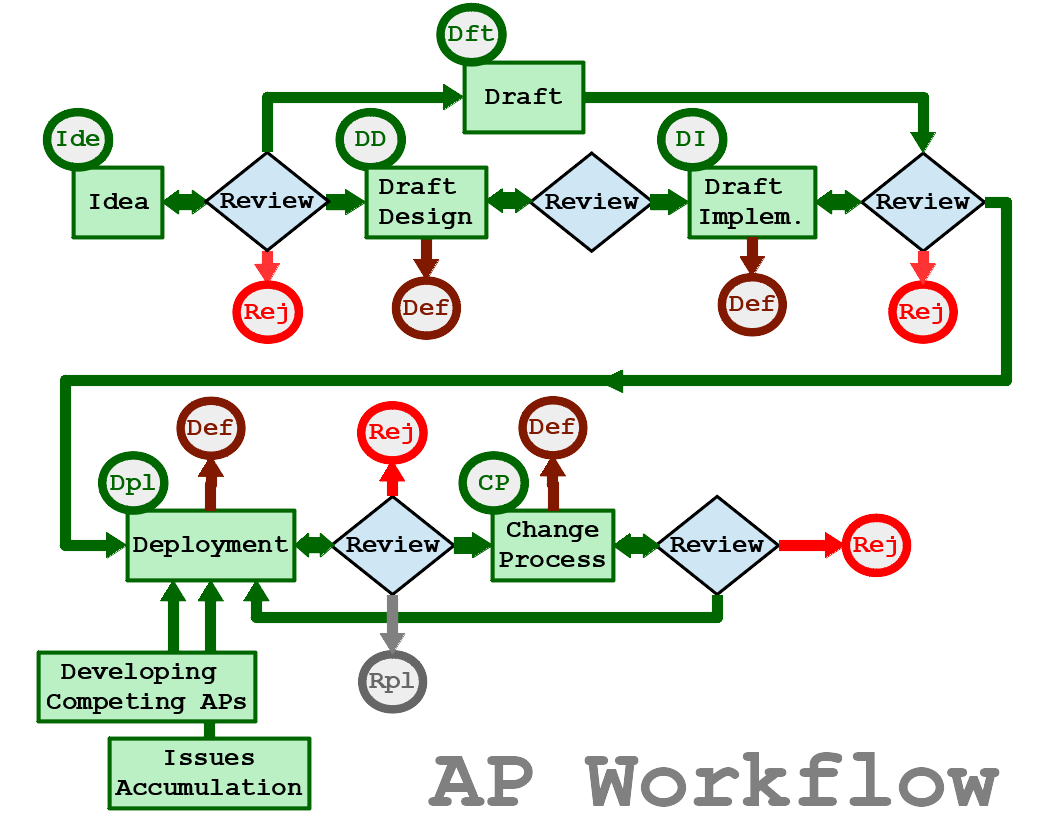 Dft
Draft
Ide
DD
DI
Idea
Review
Draft
Design
Review
Draft
Implem.
Review
Rej
Def
Def
Rej
Def
Rej
Def
Dpl
CP
Deployment
Review
Change
Process
Review
Rej
Developing
Competing APs
Rpl
Issues
Accumulation
AP Workflow